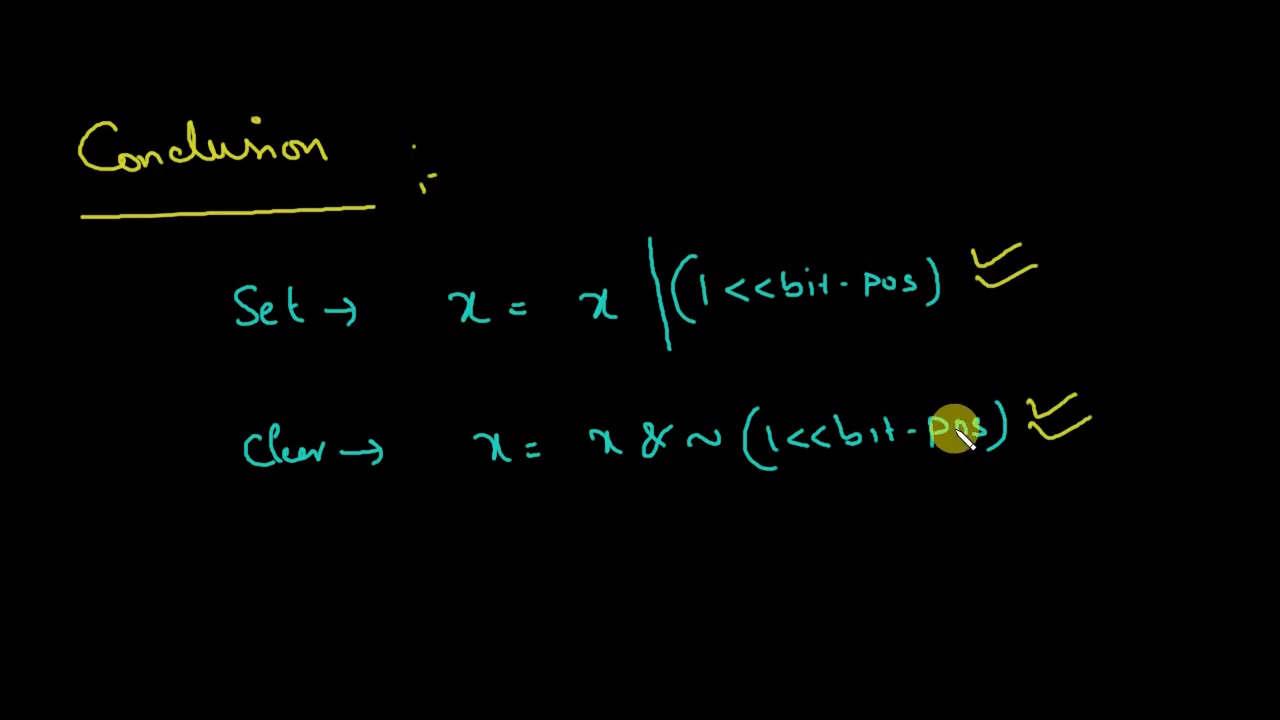 Conclusion :-
Set → x = x | (1 << bit-pos)
Clear → x = x & ~ (1 << bit-pos)